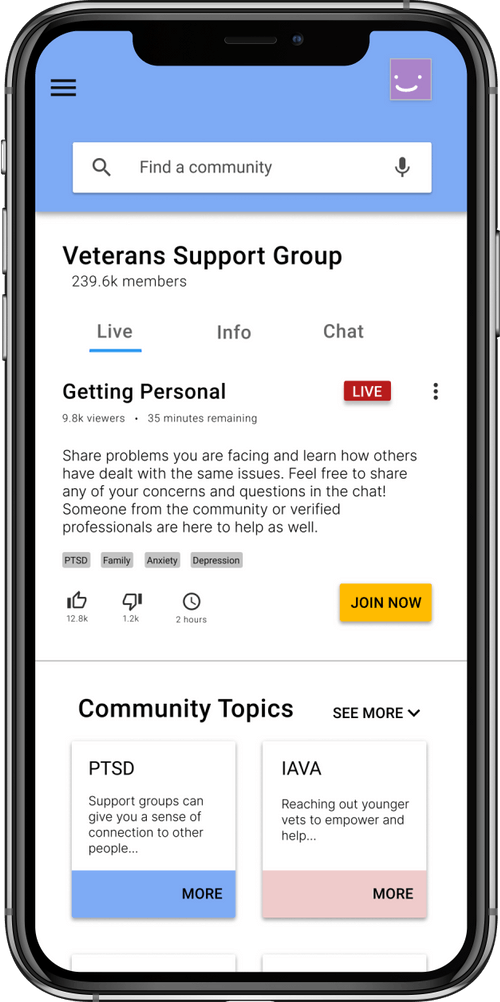 Find a community
Veterans Support Group
239.6k members
Live Info Chat
Getting Personal LIVE
9.8k viewers • 35 minutes remaining
Share problems you are facing and learn how others
have dealt with the same issues. Feel free to share
any of your concerns and questions in the chat!
Someone from the community or verified
professionals are here to help as well.
PTSD Family Anxiety Depression
12.8k 1.2k 2 hours
JOIN NOW
Community Topics SEE MORE
PTSD
Support groups can
give you a sense of
connection to other
people...
MORE
IAVA
Reaching out younger
vets to empower and
help...
MORE